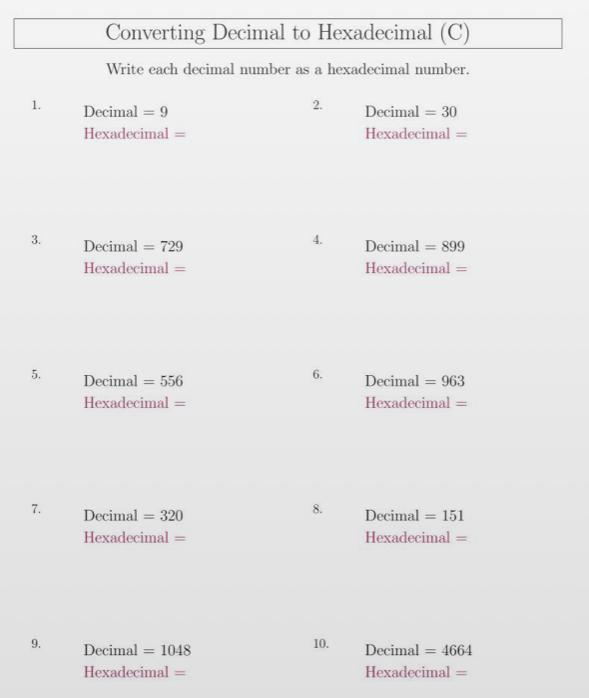 Converting Decimal to Hexadecimal (C)
Write each decimal number as a hexadecimal number.
1. Decimal = 9
Hexadecimal =
2. Decimal = 30
Hexadecimal =
3. Decimal = 729
Hexadecimal =
4. Decimal = 899
Hexadecimal =
5. Decimal = 556
Hexadecimal =
6. Decimal = 963
Hexadecimal =
7. Decimal = 320
Hexadecimal =
8. Decimal = 151
Hexadecimal =
9. Decimal = 1048
Hexadecimal =
10. Decimal = 4664
Hexadecimal =